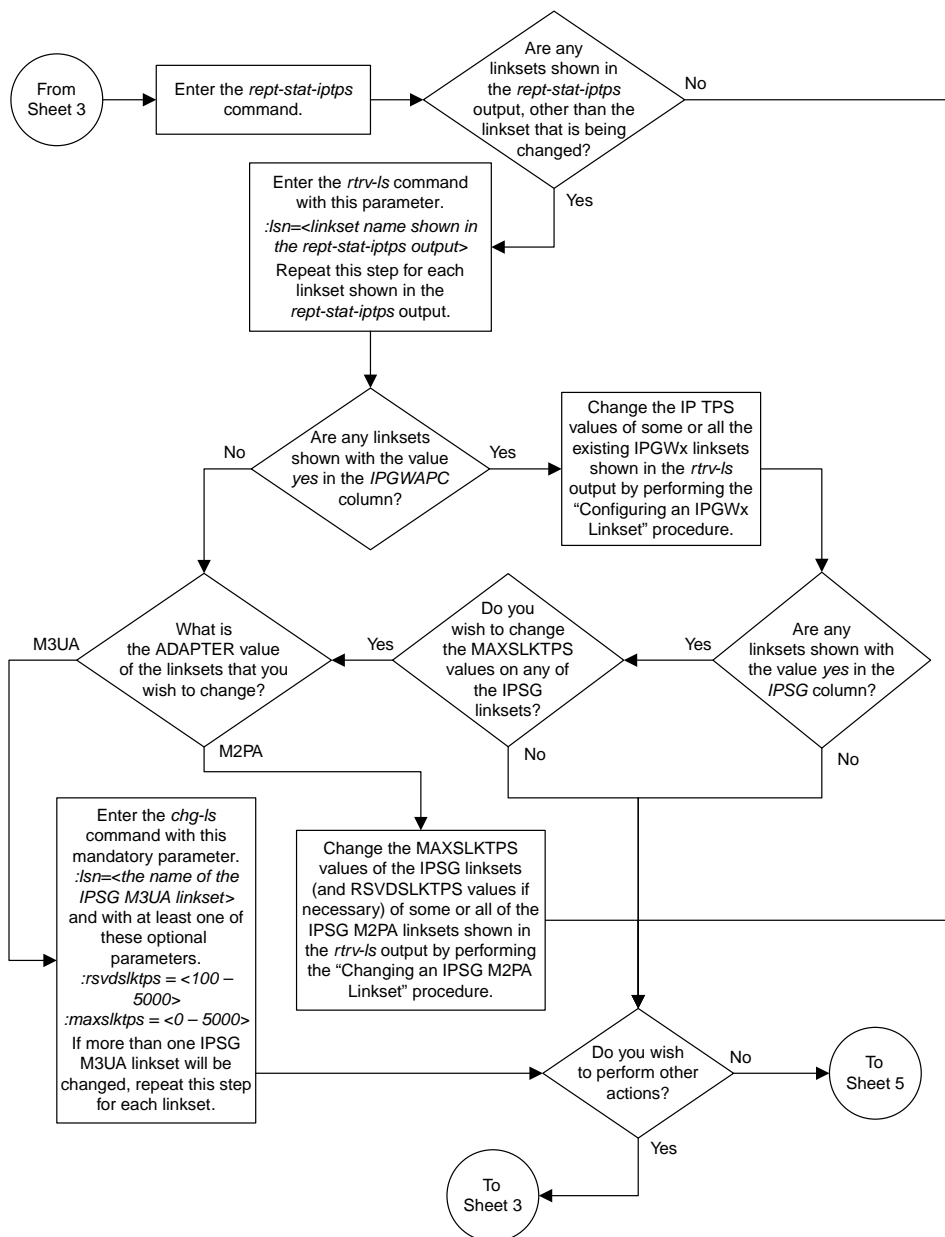 From
Sheet 3
Enter the rept-stat-iptps
command.
Are any
linksets shown in
the rept-stat-iptps
output, other than the
linkset that is being
changed?
No
Yes
Enter the rtrv-ls command
with this parameter.
:lsn=<linkset name shown in
the rept-stat-iptps output>
Repeat this step for each
linkset shown in the
rept-stat-iptps output.
Are any linksets
shown with the value
yes in the IPGWAPC
column?
No
Yes
Change the IP TPS
values of some or all the
existing IPGWx linksets
shown in the rtrv-ls
output by performing the
“Configuring an IPGWx
Linkset” procedure.
What is
the ADAPTER value
of the linksets that you
wish to change?
M3UA
M2PA
Do you
wish to change
the MAXSLKTPS
values on any of
the IPSG
linksets?
Yes
No
Are any
linksets shown with
the value yes in the
IPSG column?
Yes
No
Enter the chg-ls
command with this
mandatory parameter.
:lsn=<the name of the
IPSG M3UA linkset>
and with at least one of
these optional
parameters.
:rsvdslktps = <100 –
5000>
:maxslktps = <0 – 5000>
If more than one IPSG
M3UA linkset will be
changed, repeat this step
for each linkset.
Change the MAXSLKTPS
values of the IPSG linksets
(and RSVDSLKTPS values if
necessary) of some or all of the
IPSG M2PA linksets shown in
the rtrv-ls output by performing
the “Changing an IPSG M2PA
Linkset” procedure.
Do you wish
to perform other
actions?
No
Yes
To
Sheet 5
To
Sheet 3